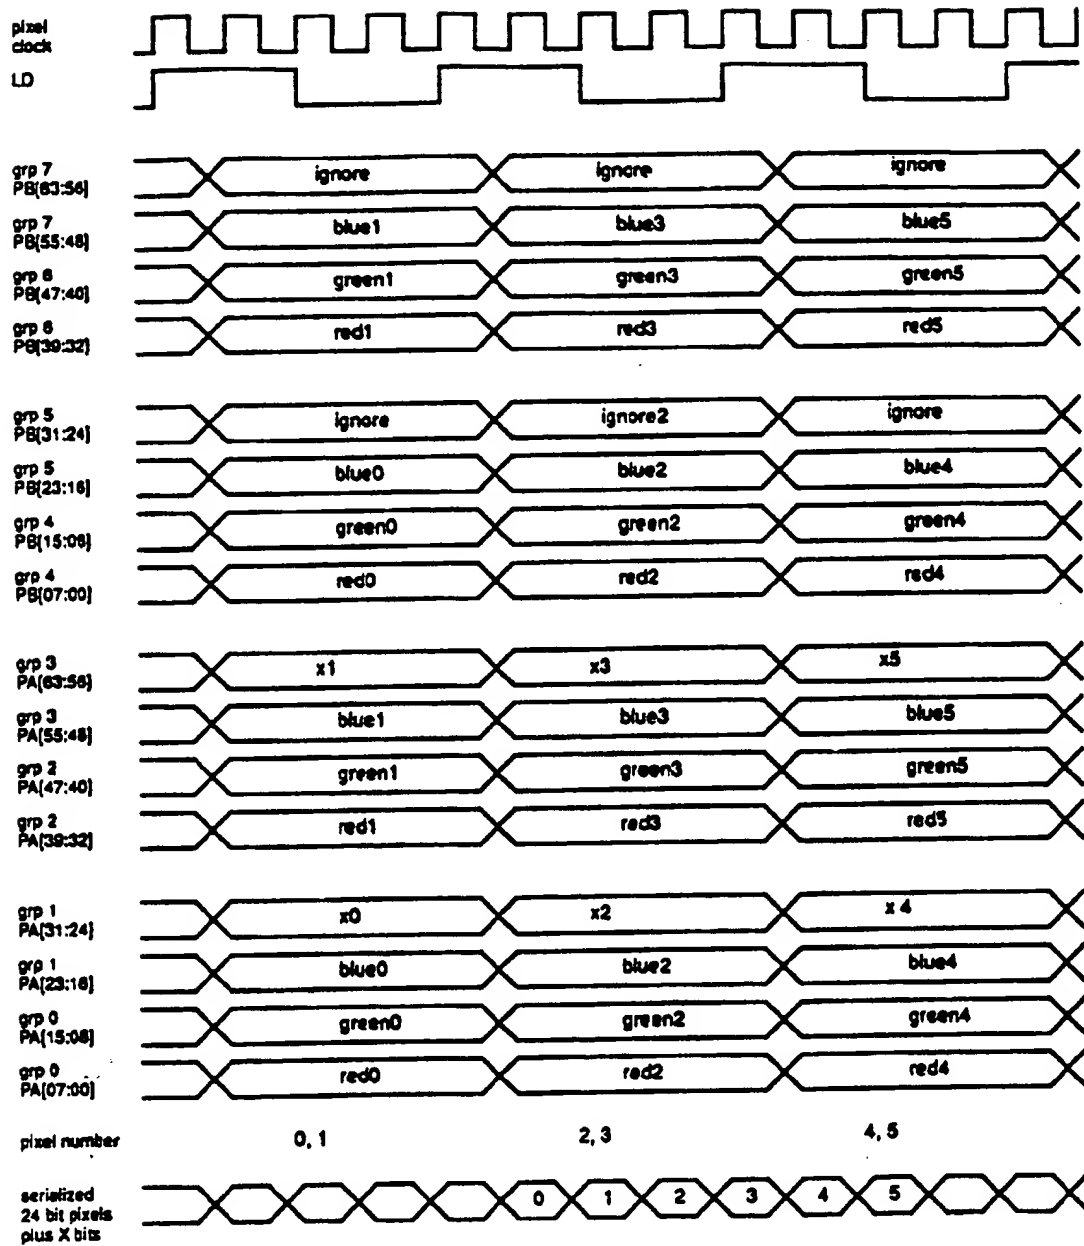 pixel
clock
LD
grp 7
PB[63:56]
ignore
ignore
ignore
grp 7
PB[55:48]
blue1
blue3
blue5
grp 6
PB[47:40]
green1
green3
green5
grp 6
PB[39:32]
red1
red3
red5
grp 5
PB[31:24]
ignore
ignore2
ignore
grp 5
PB[23:16]
blue0
blue2
blue4
grp 4
PB[15:08]
green0
green2
green4
grp 4
PB[07:00]
red0
red2
red4
grp 3
PA[63:56]
x1
x3
x5
grp 3
PA[55:48]
blue1
blue3
blue5
grp 2
PA[47:40]
green1
green3
green5
grp 2
PA[39:32]
red1
red3
red5
grp 1
PA[31:24]
x0
x2
x 4
grp 1
PA[23:16]
blue0
blue2
blue4
grp 0
PA[15:08]
green0
green2
green4
grp 0
PA[07:00]
red0
red2
red4
pixel number
0, 1
2, 3
4, 5
serialized
24 bit pixels
plus X bits
0
1
2
3
4
5